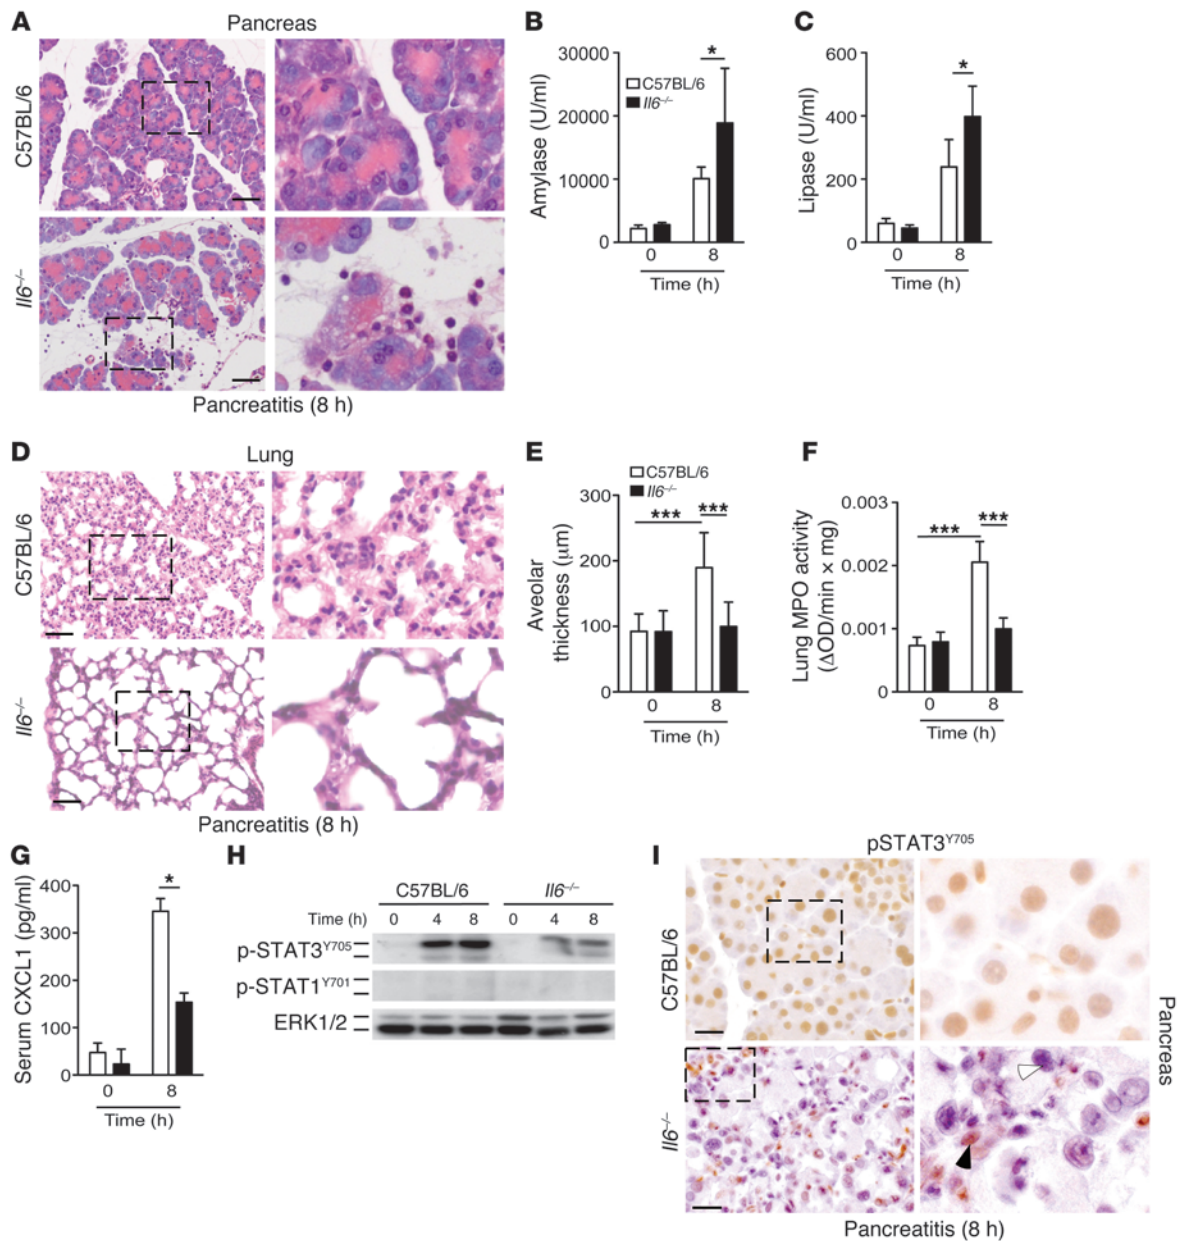 A
Pancreas
C57BL/6
Il6–/–
Pancreatitis (8 h)
B
Amylase (U/ml)
30000
20000
10000
0
C57BL/6
Il6–/–
*
0 8
Time (h)
C
Lipase (U/ml)
600
400
200
0
*
0 8
Time (h)
D
Lung
C57BL/6
Il6–/–
Pancreatitis (8 h)
E
C57BL/6
Il6–/–
Aveolar
thickness (μm)
300
200
100
0
*** ***
0 8
Time (h)
F
Lung MPO activity
(ΔOD/min × mg)
0.003
0.002
0.001
0
*** ***
0 8
Time (h)
G
Serum CXCL1 (pg/ml)
400
300
200
100
0
*
0 8
Time (h)
H
C57BL/6 Il6–/–
Time (h) 0 4 8 0 4 8
p-STAT3Y705
p-STAT1Y701
ERK1/2
I
pSTAT3Y705
C57BL/6
Il6–/–
Pancreas
Pancreatitis (8 h)